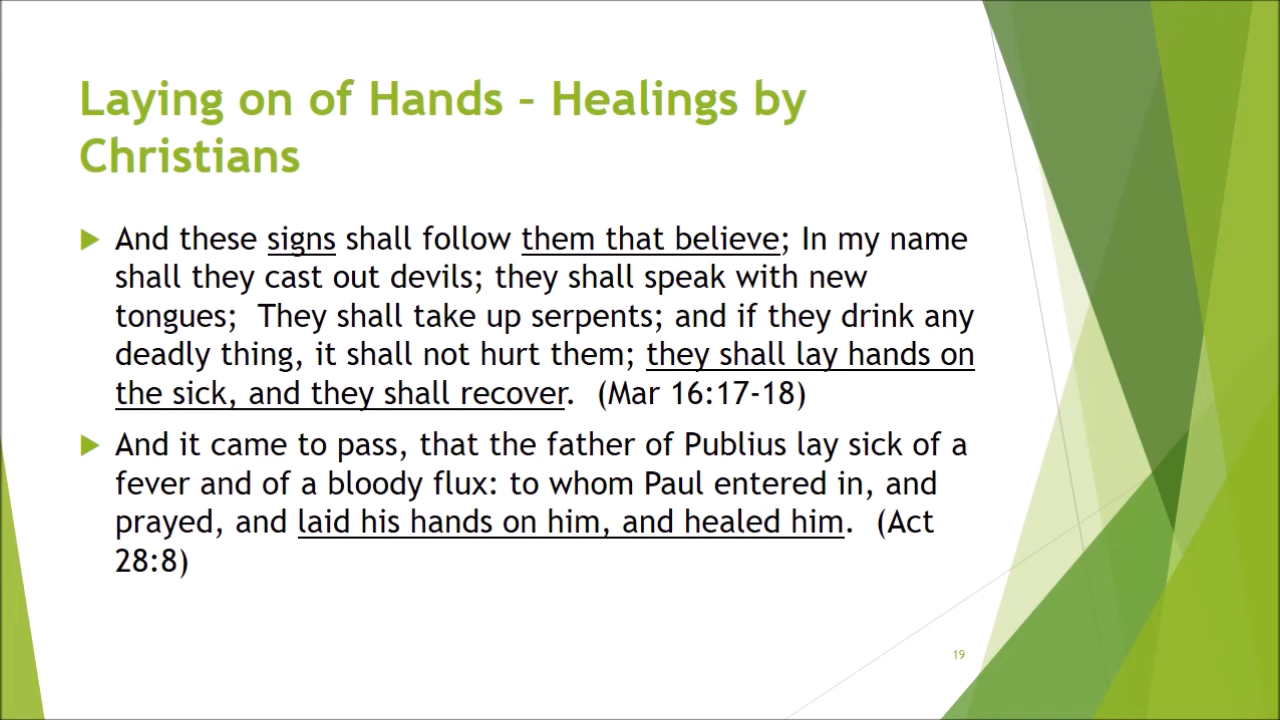 Laying on of Hands – Healings by
Christians
And these signs shall follow them that believe; In my name
shall they cast out devils; they shall speak with new
tongues;  They shall take up serpents; and if they drink any
deadly thing, it shall not hurt them; they shall lay hands on
the sick, and they shall recover.  (Mar 16:17-18)
And it came to pass, that the father of Publius lay sick of a
fever and of a bloody flux: to whom Paul entered in, and
prayed, and laid his hands on him, and healed him.  (Act
28:8)
19